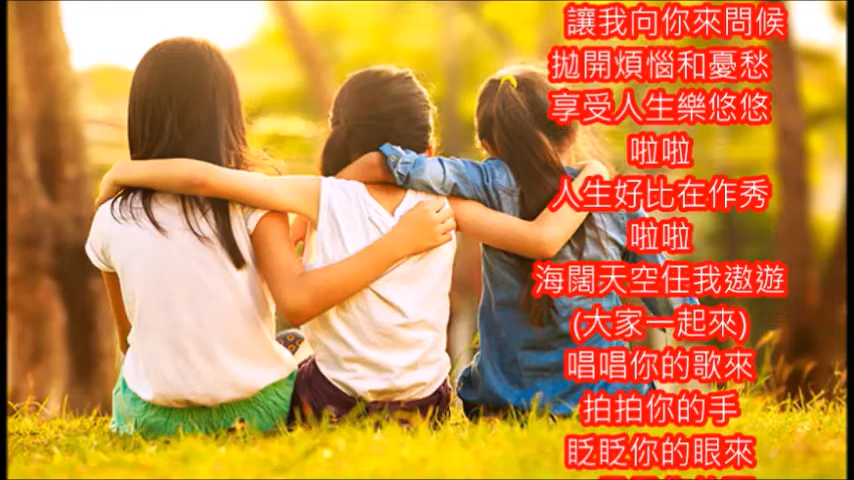 讓我向你來問候
拋開煩惱和憂愁
享受人生樂悠悠
啦啦
人生好比在作秀
啦啦
海闊天空任我遨遊
(大家一起來)
唱唱你的歌來
拍拍你的手
眨眨你的眼來